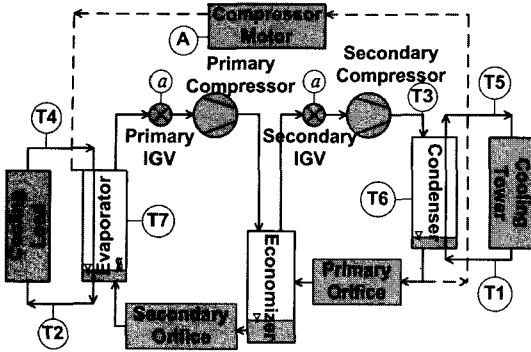 Compressor
Motor
A
Primary
Compressor
Secondary
Compressor
a
a
T3
T5
T4
Primary
IGV
Secondary
IGV
Evaporator
T7
T6
Condenser
Cooling
Tower
Economizer
Primary
Orifice
Secondary
Orifice
T2
T1